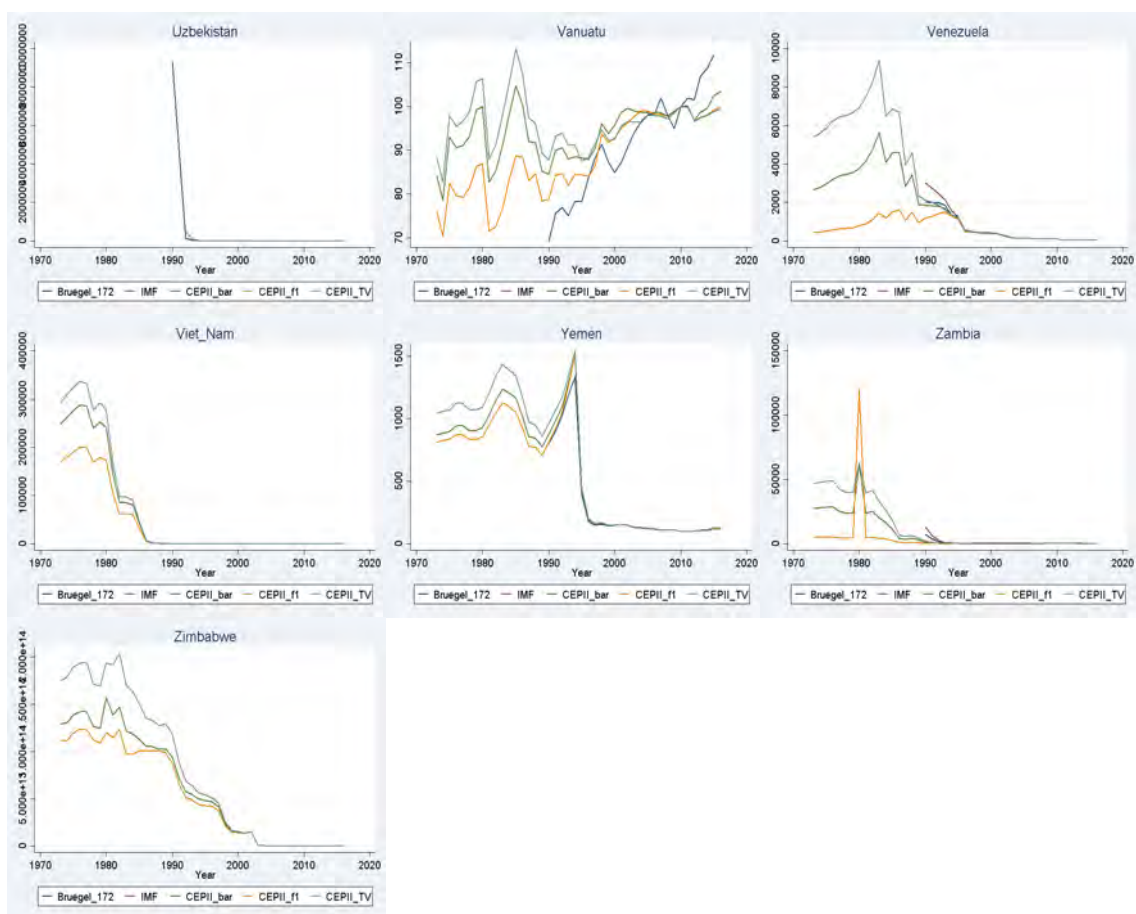 Uzbekistan
0
1970 1980 1990 2000 2010 2020
Year
Bruegel_172 IMF CEPII_bar CEPII_f1 CEPII_TV
Vanuatu
110
100
90
80
70
1970 1980 1990 2000 2010 2020
Year
Bruegel_172 IMF CEPII_bar CEPII_f1 CEPII_TV
Venezuela
10000
8000
6000
4000
2000
0
1970 1980 1990 2000 2010 2020
Year
Bruegel_172 IMF CEPII_bar CEPII_f1 CEPII_TV
Viet_Nam
400000
300000
200000
100000
0
1970 1980 1990 2000 2010 2020
Year
Bruegel_172 IMF CEPII_bar CEPII_f1 CEPII_TV
Yemen
1500
1000
500
0
1970 1980 1990 2000 2010 2020
Year
Bruegel_172 IMF CEPII_bar CEPII_f1 CEPII_TV
Zambia
150000
100000
50000
0
1970 1980 1990 2000 2010 2020
Year
Bruegel_172 IMF CEPII_bar CEPII_f1 CEPII_TV
Zimbabwe
0
1970 1980 1990 2000 2010 2020
Year
Bruegel_172 IMF CEPII_bar CEPII_f1 CEPII_TV